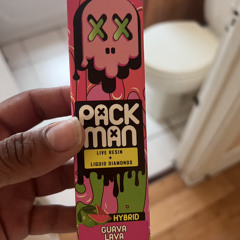 PACK
MAN
LIVE RESIN
+
LIQUID DIAMONDS
HYBRID
GUAVA
LAVA